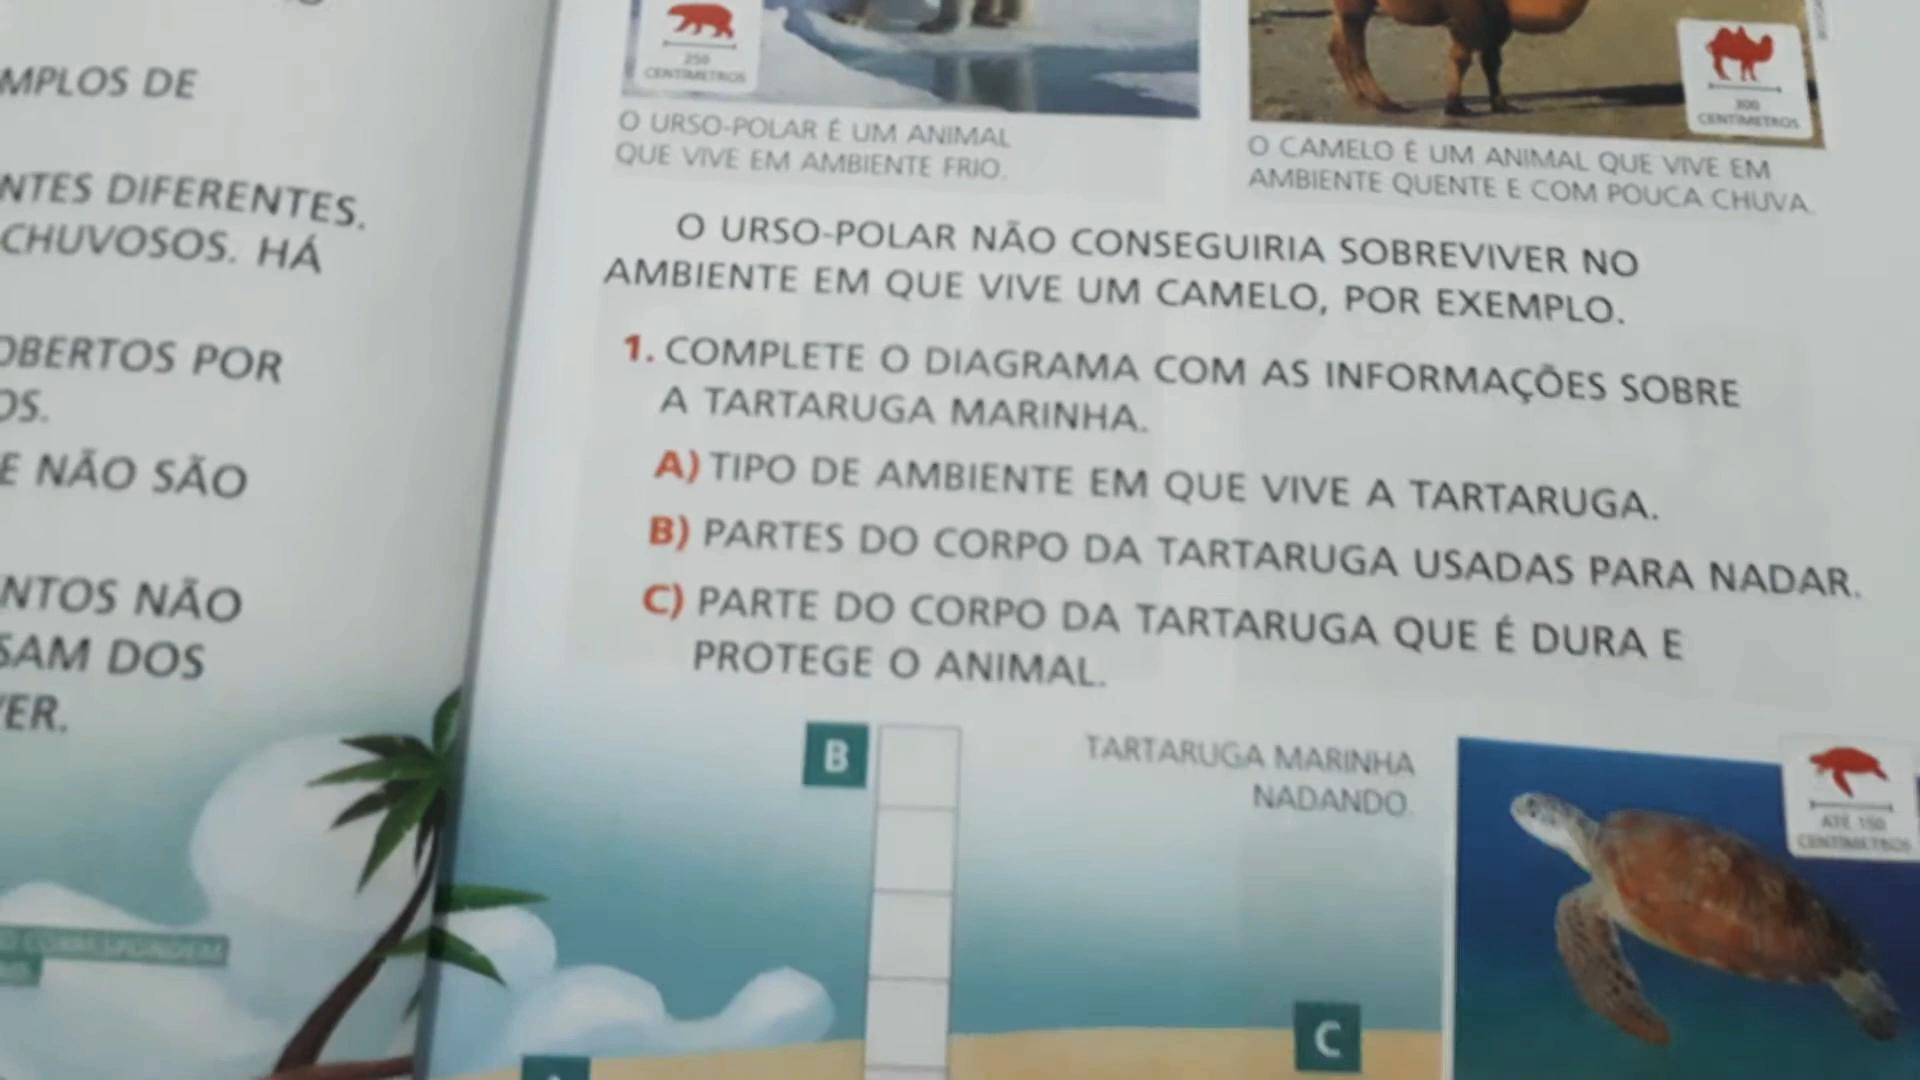 MPLOS DE
NTES DIFERENTES.
CHUVOSOS. HÁ
OBERTOS POR
OS.
E NÃO SÃO
NTOS NÃO
SAM DOS
VER.
CORRESPONDEM
250
CENTÍMETROS
300
CENTÍMETROS
O URSO-POLAR É UM ANIMAL
QUE VIVE EM AMBIENTE FRIO.
O CAMELO É UM ANIMAL QUE VIVE EM
AMBIENTE QUENTE E COM POUCA CHUVA.
O URSO-POLAR NÃO CONSEGUIRIA SOBREVIVER NO
AMBIENTE EM QUE VIVE UM CAMELO, POR EXEMPLO.
1. COMPLETE O DIAGRAMA COM AS INFORMAÇÕES SOBRE
A TARTARUGA MARINHA.
A) TIPO DE AMBIENTE EM QUE VIVE A TARTARUGA.
B) PARTES DO CORPO DA TARTARUGA USADAS PARA NADAR.
C) PARTE DO CORPO DA TARTARUGA QUE É DURA E
PROTEGE O ANIMAL.
B
TARTARUGA MARINHA
NADANDO.
ATÉ 150
CENTÍMETROS
C
A